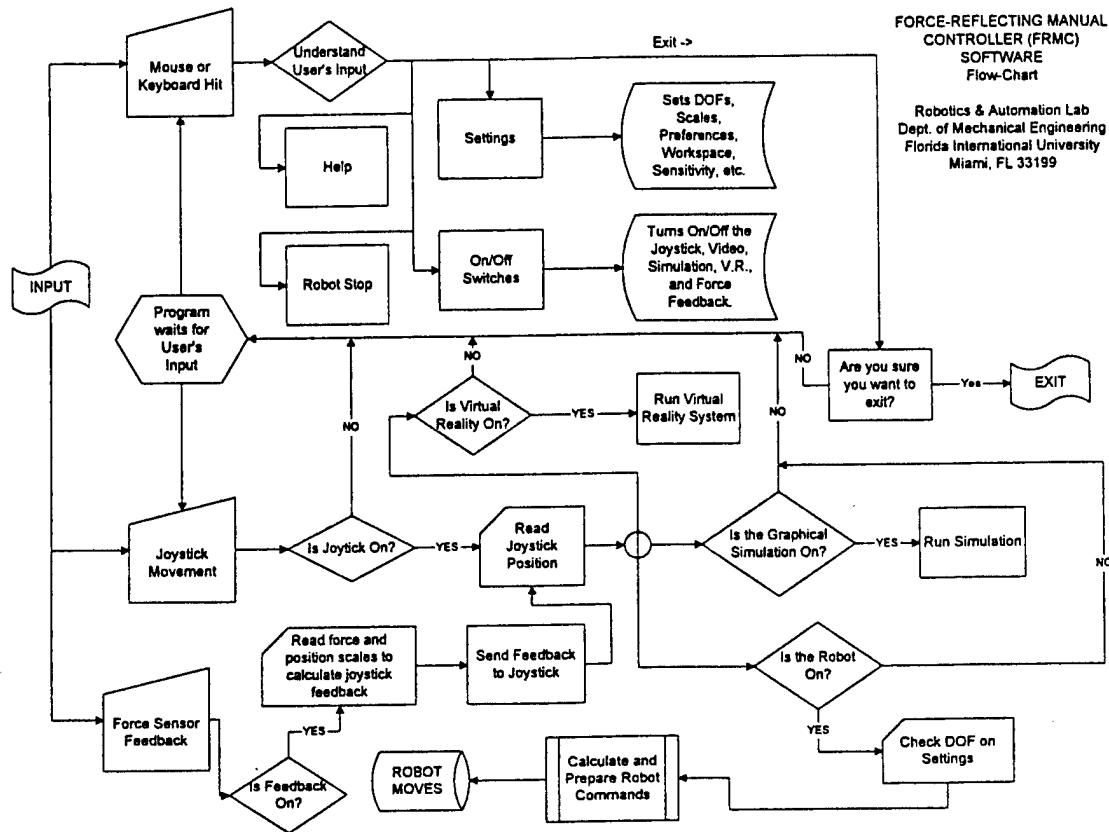 FORCE-REFLECTING MANUAL
CONTROLLER (FRMC)
SOFTWARE
Flow-Chart
Robotics & Automation Lab
Dept. of Mechanical Engineering
Florida International University
Miami, FL 33199
Mouse or
Keyboard Hit
Understand
User's Input
Exit ->
Settings
Sets DOFs,
Scales,
Preferences,
Workspace,
Sensitivity, etc.
Help
On/Off
Switches
Turns On/Off the
Joystick, Video,
Simulation, V.R.,
and Force
Feedback.
Robot Stop
INPUT
Program
waits for
User's
Input
NO
NO
Are you sure
you want to
exit?
Yes
EXIT
Is Virtual
Reality On?
YES
Run Virtual
Reality System
NO
NO
Joystick
Movement
Is Joytick On?
YES
Read
Joystick
Position
Is the Graphical
Simulation On?
YES
Run Simulation
NO
Read force and
position scales to
calculate joystick
feedback
Send Feedback
to Joystick
Is the Robot
On?
Force Sensor
Feedback
YES
Is Feedback
On?
YES
Check DOF on
Settings
Calculate and
Prepare Robot
Commands
ROBOT
MOVES